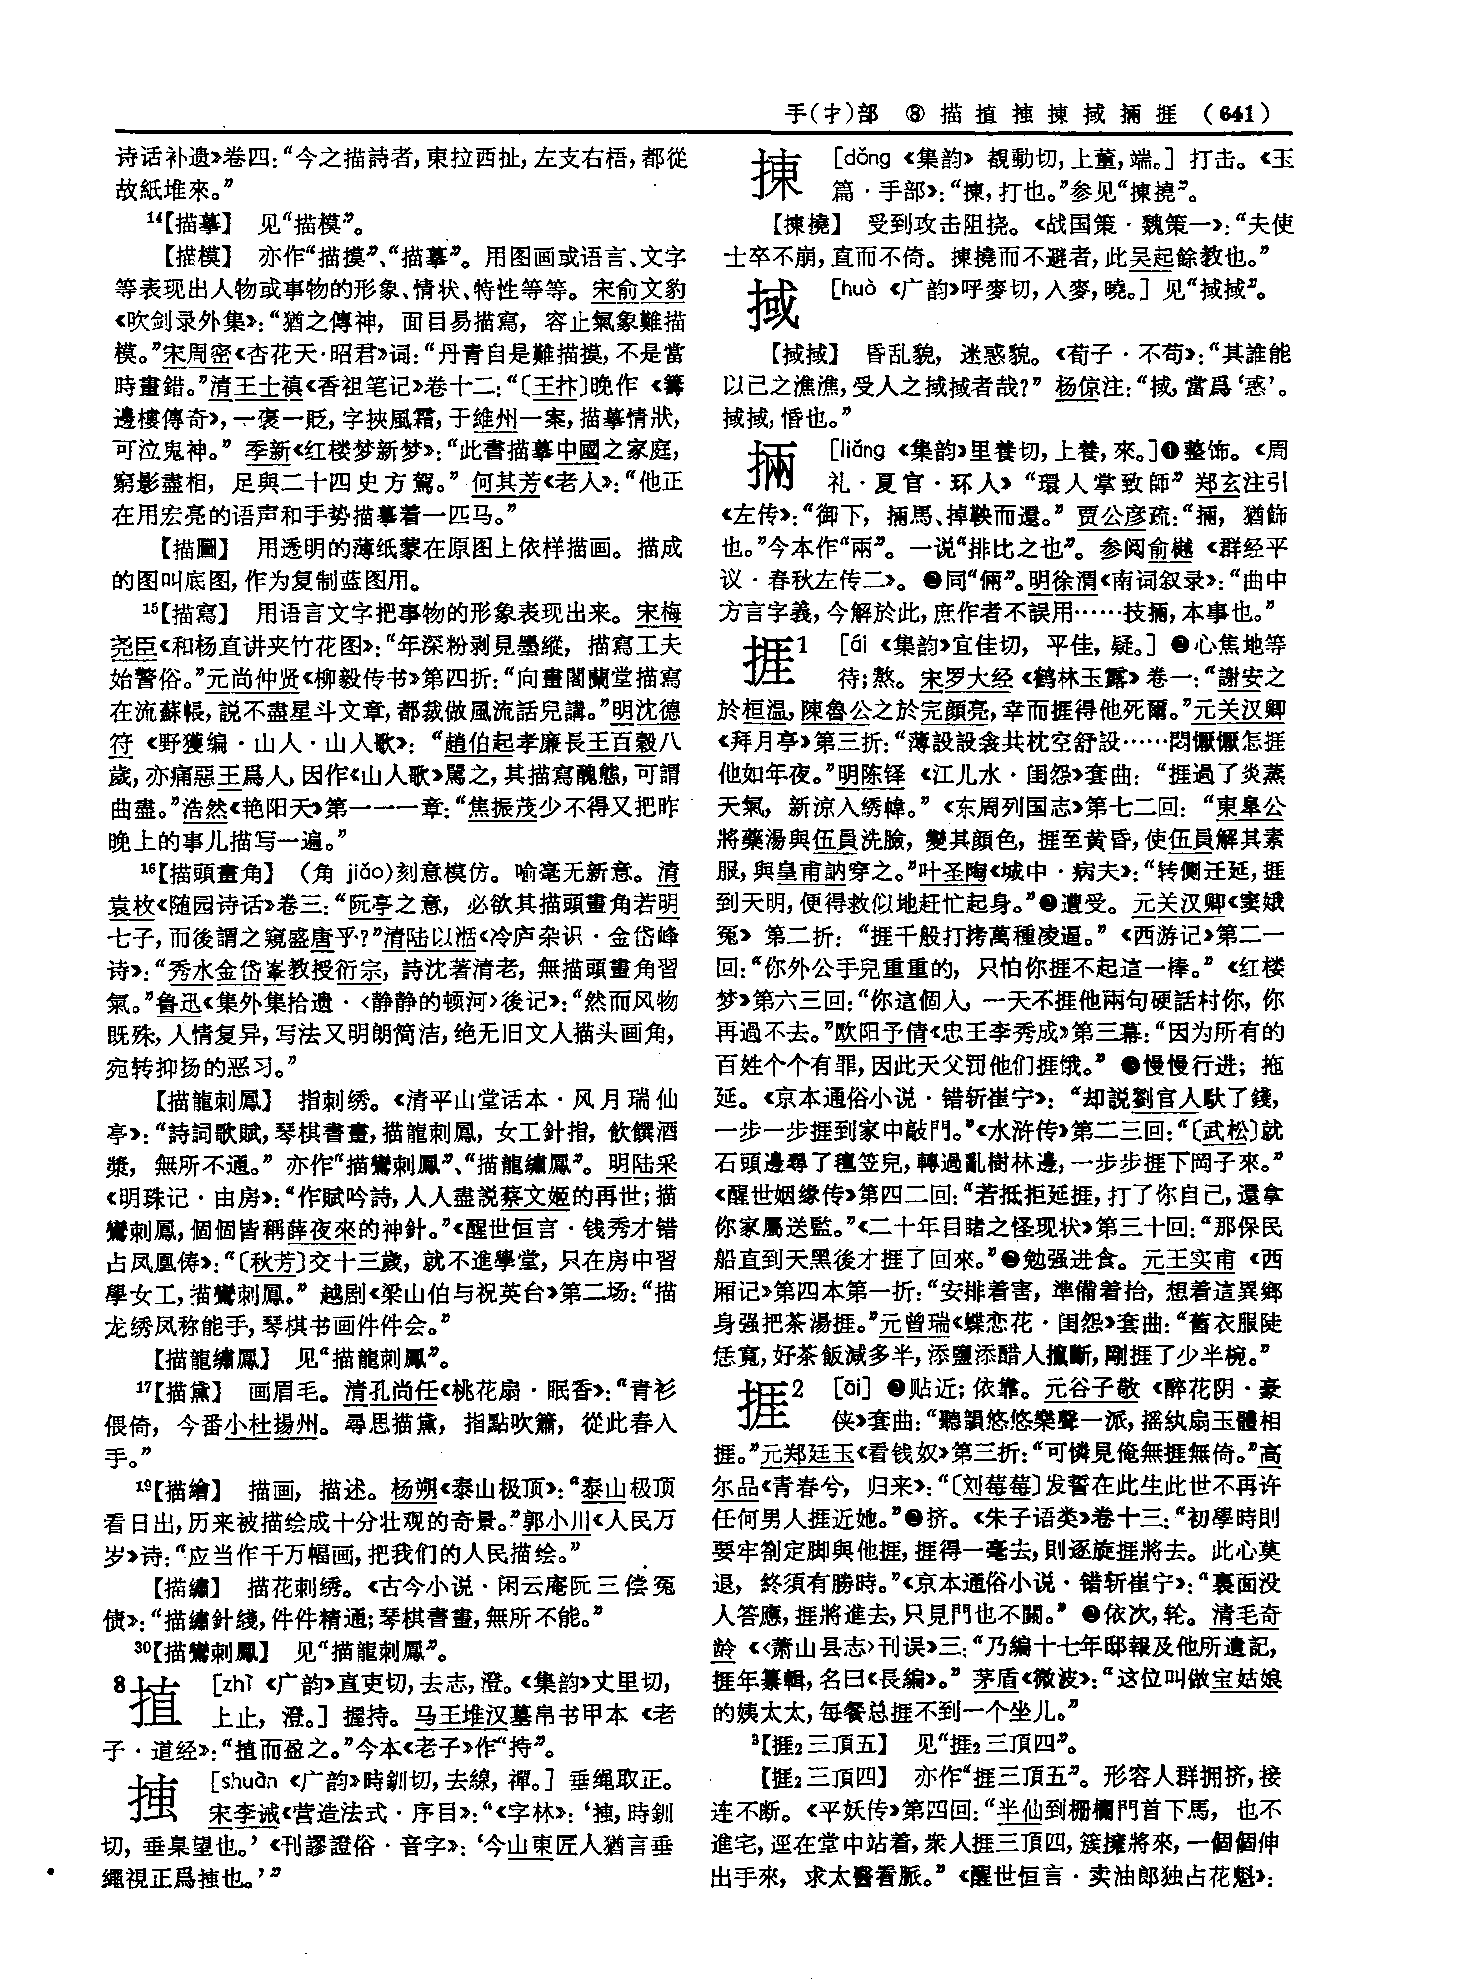 手(扌)部 ⑧ 描 揰 㨋 揀 掝 掚 捱 (641)
诗话补遗》卷四：“今之描詩者，東拉西扯，左支右梧，都從
故紙堆來。”
14【描摹】 见“描模”。
【描模】 亦作“描摸”、“描摹”。用图画或语言、文字
等表现出人物或事物的形象、情状、特性等等。宋俞文豹
《吹剑录外集》：“猶之傳神，面目易描寫，容止氣象難描
模。”宋周密《杏花天·昭君》词：“丹青自是難描摸，不是當
時畫錯。”清王士禛《香祖笔记》卷十二：“〔王抃〕晚作《籌
邊樓傳奇》，一褒一貶，字挾風霜，于維州一案，描摹情狀，
可泣鬼神。”季新《红楼梦新梦》：“此書描摹中國之家庭，
窮影盡相，足與二十四史方駕。”何其芳《老人》：“他正
在用宏亮的语声和手势描摹着一匹马。”
【描圖】 用透明的薄纸蒙在原图上依样描画。描成
的图叫底图，作为复制蓝图用。
15【描寫】 用语言文字把事物的形象表现出来。宋梅
尧臣《和杨直讲夹竹花图》：“年深粉剥見墨縱，描寫工夫
始驚俗。”元尚仲贤《柳毅传书》第四折：“向畫閣蘭堂描寫
在流蘇帳，説不盡星斗文章，都裁做風流話兒講。”明沈德
符《野獲编·山人·山人歌》：“趙伯起孝廉長王百穀八
歲，亦痛惡王爲人，因作《山人歌》駡之，其描寫醜態，可謂
曲盡。”浩然《艳阳天》第一一一章：“焦振茂少不得又把昨
晚上的事儿描写一遍。”
16【描頭畫角】 (角 jiǎo)刻意模仿。喻毫无新意。清
袁枚《随园诗话》卷三：“阮亭之意，必欲其描頭畫角若明
七子，而後謂之窺盛唐乎？”清陆以湉《冷庐杂识·金岱峰
诗》：“秀水金岱峯教授衍宗，詩沈著清老，無描頭畫角習
氣。”鲁迅《集外集拾遗·〈静静的顿河〉後记》：“然而风物
既殊，人情复异，写法又明朗简洁，绝无旧文人描头画角，
宛转抑扬的恶习。”
【描龍刺鳳】 指刺绣。《清平山堂话本·风月瑞仙
亭》：“詩詞歌賦，琴棋書畫，描龍刺鳳，女工針指，飲饌酒
漿，無所不通。”亦作“描鸞刺鳳”、“描龍繡鳳”。明陆采
《明珠记·由房》：“作賦吟詩，人人盡説蔡文姬的再世；描
鸞刺鳳，個個皆稱薛夜來的神針。”《醒世恒言·钱秀才错
占凤凰俦》：“〔秋芳〕交十三歲，就不進學堂，只在房中習
學女工，描鸞刺鳳。”越剧《梁山伯与祝英台》第二场：“描
龙绣凤称能手，琴棋书画件件会。”
【描龍繡鳳】 见“描龍刺鳳”。
17【描黛】 画眉毛。清孔尚任《桃花扇·眠香》：“青衫
偎倚，今番小杜揚州。尋思描黛，指點吹簫，從此春入
手。”
19【描繪】 描画，描述。杨朔《泰山极顶》：“泰山极顶
看日出，历来被描绘成十分壮观的奇景。”郭小川《人民万
岁》诗：“应当作千万幅画，把我们的人民描绘。”
【描繡】 描花刺绣。《古今小说·闲云庵阮三偿冤
债》：“描繡針綫，件件精通；琴棋書畫，無所不能。”
30【描鸞刺鳳】 见“描龍刺鳳”。
8 揰 [zhì 《广韵》直吏切，去志，澄。《集韵》丈里切，
上止，澄。] 握持。马王堆汉墓帛书甲本《老
子·道经》：“揰而盈之。”今本《老子》作“持”。
[shuàn 《广韵》時釧切，去線，禪。] 垂绳取正。
宋李诫《营造法式·序目》：“《字林》：‘，時釧
切，垂臬望也。’《刊謬證俗·音字》：‘今山東匠人猶言垂
繩視正爲也。’”
揀 [dǒng 《集韵》覩動切，上董，端。] 打击。《玉
篇·手部》：“揀，打也。”参见“揀撓”。
【揀撓】 受到攻击阻挠。《战国策·魏策一》：“夫使
士卒不崩，直而不倚。揀撓而不避者，此吴起餘教也。”
掝 [huò 《广韵》呼麥切，入麥，曉。] 见“掝掝”。
【掝掝】 昏乱貌，迷惑貌。《荀子·不苟》：“其誰能
以己之潐潐，受人之掝掝者哉？”杨倞注：“掝，當爲‘惑’。
掝掝，惛也。”
掚 [liǎng 《集韵》里養切，上養，來。]❶整饰。《周
礼·夏官·环人》“環人掌致師”郑玄注引
《左传》：“御下，掚馬、掉鞅而還。”贾公彦疏：“掚，猶飾
也。”今本作“兩”。一说“排比之也”。参阅俞樾《群经平
议·春秋左传二》。❷同“倆”。明徐渭《南词叙录》：“曲中
方言字義，今解於此，庶作者不誤用……技掚，本事也。”
捱1 [ái 《集韵》宜佳切，平佳，疑。] ❶心焦地等
待；熬。宋罗大经《鹤林玉露》卷一：“謝安之
於桓温，陳魯公之於完顔亮，幸而捱得他死爾。”元关汉卿
《拜月亭》第三折：“薄設設衾共枕空舒設……悶懨懨怎捱
他如年夜。”明陈铎《江儿水·闺怨》套曲：“捱過了炎蒸
天氣，新涼入綉幃。”《东周列国志》第七二回：“東皋公
將藥湯與伍員洗臉，變其顔色，捱至黄昏，使伍員解其素
服，與皇甫訥穿之。”叶圣陶《城中·病夫》：“转侧迁延，捱
到天明，便得救似地赶忙起身。”❷遭受。元关汉卿《窦娥
冤》第二折：“捱千般打拷萬種凌逼。”《西游记》第二一
回：“你外公手兒重重的，只怕你捱不起這一棒。”《红楼
梦》第六三回：“你這個人，一天不捱他兩句硬話村你，你
再過不去。”欧阳予倩《忠王李秀成》第三幕：“因为所有的
百姓个个有罪，因此天父罚他们捱饿。”❸慢慢行进；拖
延。《京本通俗小说·错斩崔宁》：“却説劉官人馱了錢，
一步一步捱到家中敲門。”《水浒传》第二三回：“〔武松〕就
石頭邊尋了氊笠兒，轉過亂樹林邊，一步步捱下岡子來。”
《醒世姻缘传》第四二回：“若抵拒延捱，打了你自己，還拿
你家屬送監。”《二十年目睹之怪现状》第三十回：“那保民
船直到天黑後才捱了回來。”❹勉强进食。元王实甫《西
厢记》第四本第一折：“安排着害，準備着抬，想着這異鄉
身强把茶湯捱。”元曾瑞《蝶恋花·闺怨》套曲：“舊衣服陡
恁寬，好茶飯減多半，添鹽添醋人攛斷，剛捱了少半椀。”
捱2 [āi] ❶贴近；依靠。元谷子敬《醉花阴·豪
侠》套曲：“聽韻悠悠樂聲一派，摇紈扇玉體相
捱。”元郑廷玉《看钱奴》第三折：“可憐見俺無捱無倚。”高
尔品《青春兮，归来》：“〔刘莓莓〕发誓在此生此世不再许
任何男人捱近她。”❷挤。《朱子语类》卷十三：“初學時則
要牢劄定脚與他捱，捱得一毫去，則逐旋捱將去。此心莫
退，終須有勝時。”《京本通俗小说·错斩崔宁》：“裏面没
人答應，捱將進去，只見門也不關。”❸依次，轮。清毛奇
龄《〈萧山县志〉刊误》三：“乃編十七年邸報及他所遺記，
捱年纂輯，名曰《長編》。”茅盾《微波》：“这位叫做宝姑娘
的姨太太，每餐总捱不到一个坐儿。”
3【捱2三頂五】 见“捱2三頂四”。
【捱2三頂四】 亦作“捱三頂五”。形容人群拥挤，接
连不断。《平妖传》第四回：“半仙到栅欄門首下馬，也不
進宅，逕在堂中站着，衆人捱三頂四，簇擁將來，一個個伸
出手來，求太醫看脈。”《醒世恒言·卖油郎独占花魁》：